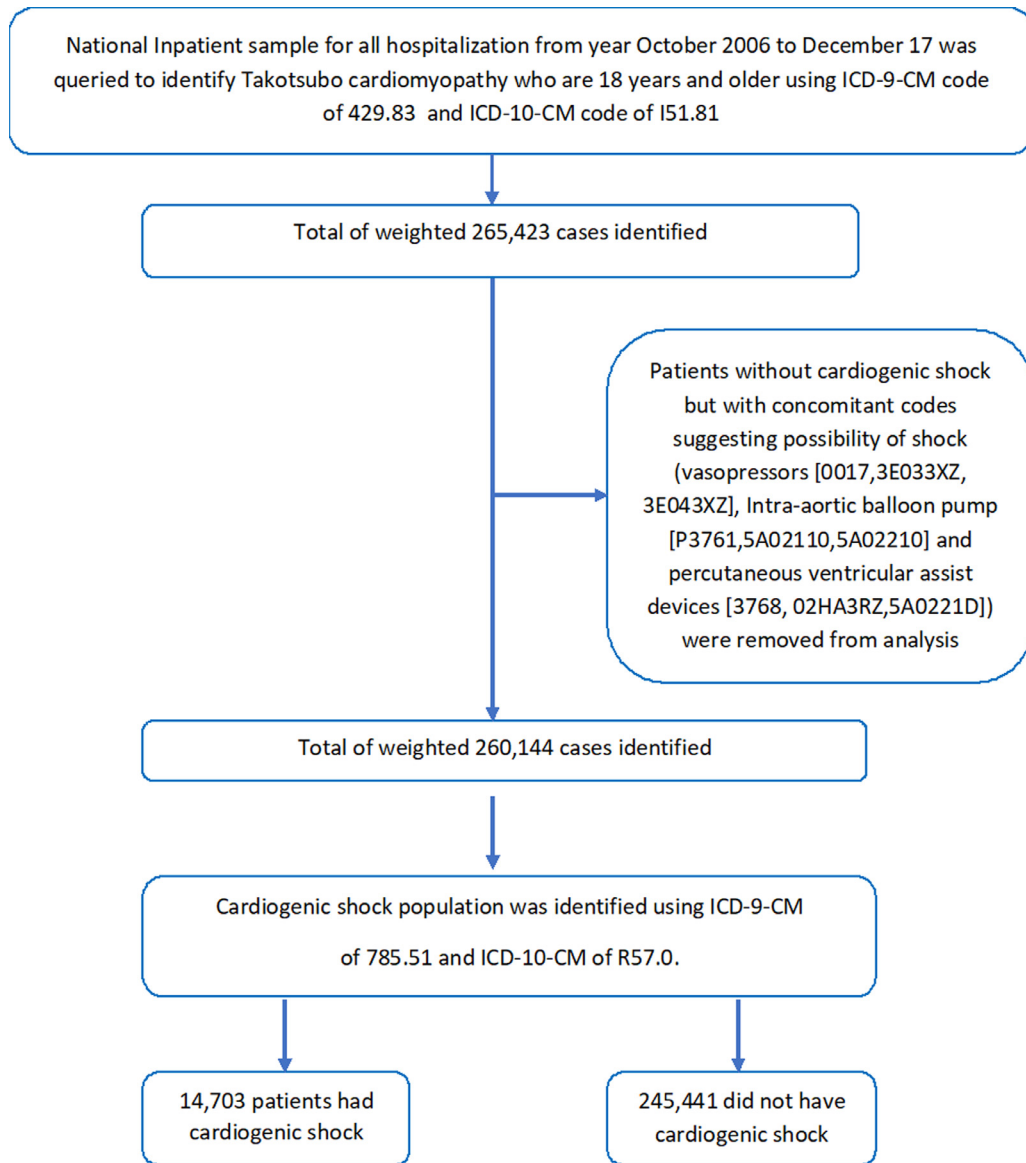 National Inpatient sample for all hospitalization from year October 2006 to December 17 was
queried to identify Takotsubo cardiomyopathy who are 18 years and older using ICD-9-CM code
of 429.83 and ICD-10-CM code of I51.81
Total of weighted 265,423 cases identified
Patients without cardiogenic shock
but with concomitant codes
suggesting possibility of shock
(vasopressors [0017,3E033XZ,
3E043XZ], Intra-aortic balloon pump
[P3761,5A02110,5A02210] and
percutaneous ventricular assist
devices [3768, 02HA3RZ,5A0221D])
were removed from analysis
Total of weighted 260,144 cases identified
Cardiogenic shock population was identified using ICD-9-CM
of 785.51 and ICD-10-CM of R57.0.
14,703 patients had
cardiogenic shock
245,441 did not have
cardiogenic shock